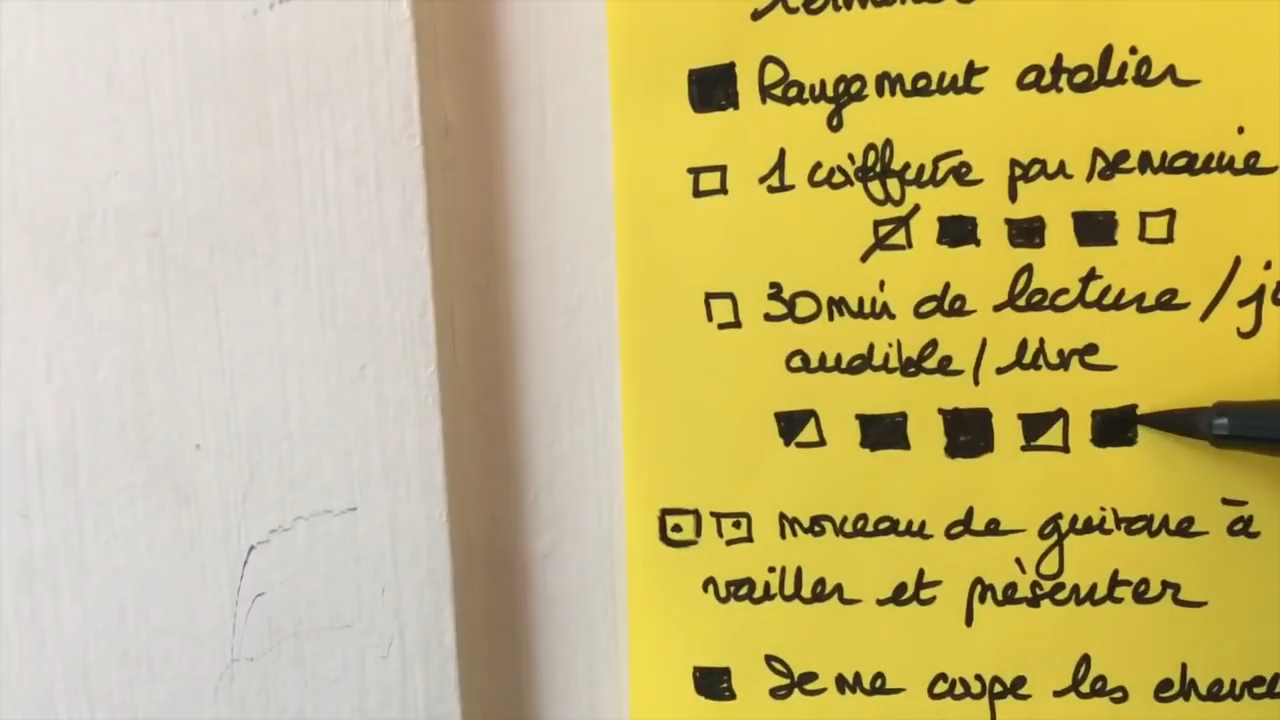 Rangement atelier
1 coiffure par semaine
30min de lecture /
audible / livre
morceau de guitare à
vailler et présenter
Je me coupe les